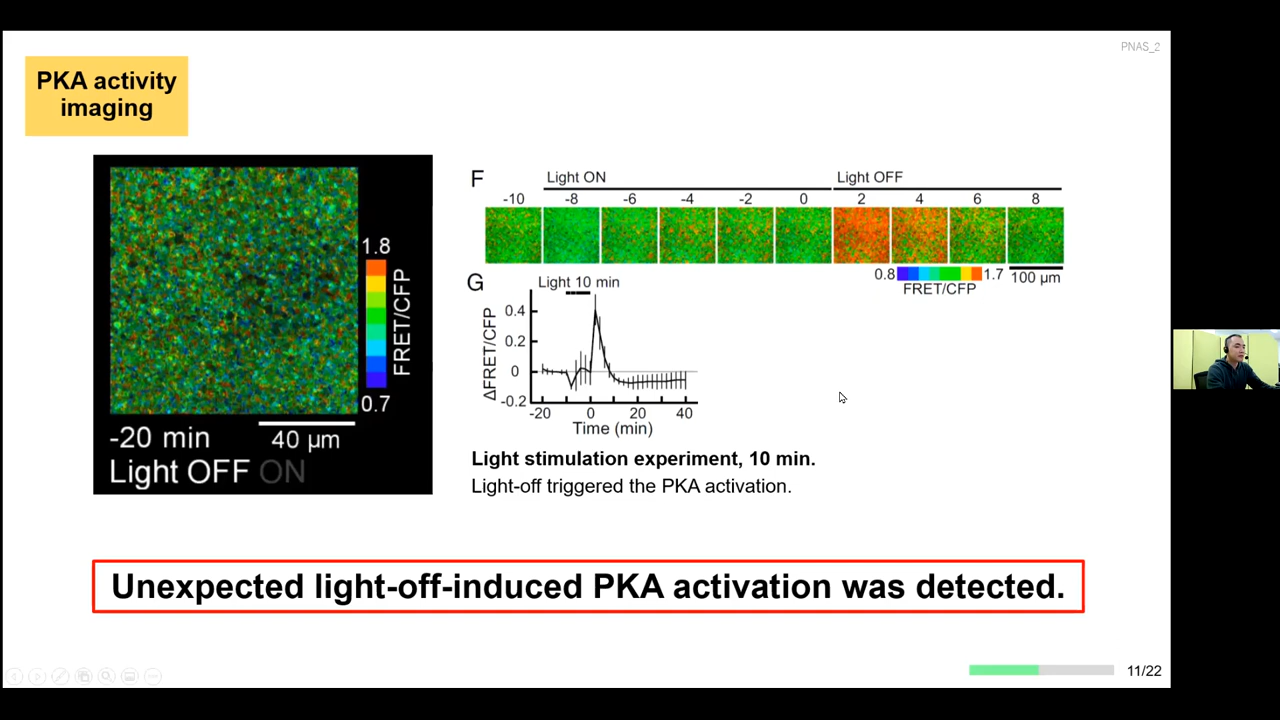 PNAS_2
PKA activity
imaging
1.8
FRET/CFP
0.7
-20 min
40 µm
Light OFF ON
F
Light ON
Light OFF
-10 -8 -6 -4 -2 0 2 4 6 8
0.8 1.7
FRET/CFP
100 µm
G
Light 10 min
ΔFRET/CFP
0.4
0.2
0
-0.2
-20 0 20 40
Time (min)
Light stimulation experiment, 10 min.
Light-off triggered the PKA activation.
Unexpected light-off-induced PKA activation was detected.
11/22